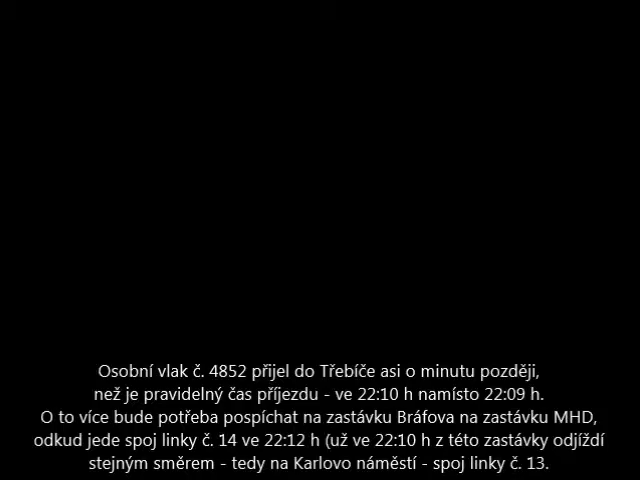 Osobní vlak č. 4852 přijel do Třebíče asi o minutu později,
než je pravidelný čas příjezdu - ve 22:10 h namísto 22:09 h.
O to více bude potřeba pospíchat na zastávku Bráfova na zastávku MHD,
odkud jede spoj linky č. 14 ve 22:12 h (už ve 22:10 h z této zastávky odjíždí
stejným směrem - tedy na Karlovo náměstí - spoj linky č. 13.